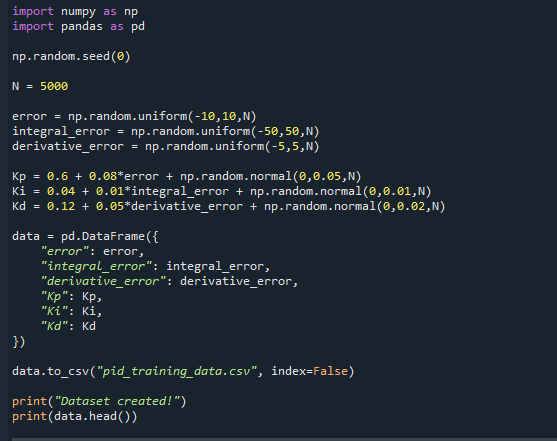 import numpy as np
import pandas as pd
np.random.seed(0)
N = 5000
error = np.random.uniform(-10,10,N)
integral_error = np.random.uniform(-50,50,N)
derivative_error = np.random.uniform(-5,5,N)
Kp = 0.6 + 0.08*error + np.random.normal(0,0.05,N)
Ki = 0.04 + 0.01*integral_error + np.random.normal(0,0.01,N)
Kd = 0.12 + 0.05*derivative_error + np.random.normal(0,0.02,N)
data = pd.DataFrame({
    "error": error,
    "integral_error": integral_error,
    "derivative_error": derivative_error,
    "Kp": Kp,
    "Ki": Ki,
    "Kd": Kd
})
data.to_csv("pid_training_data.csv", index=False)
print("Dataset created!")
print(data.head())